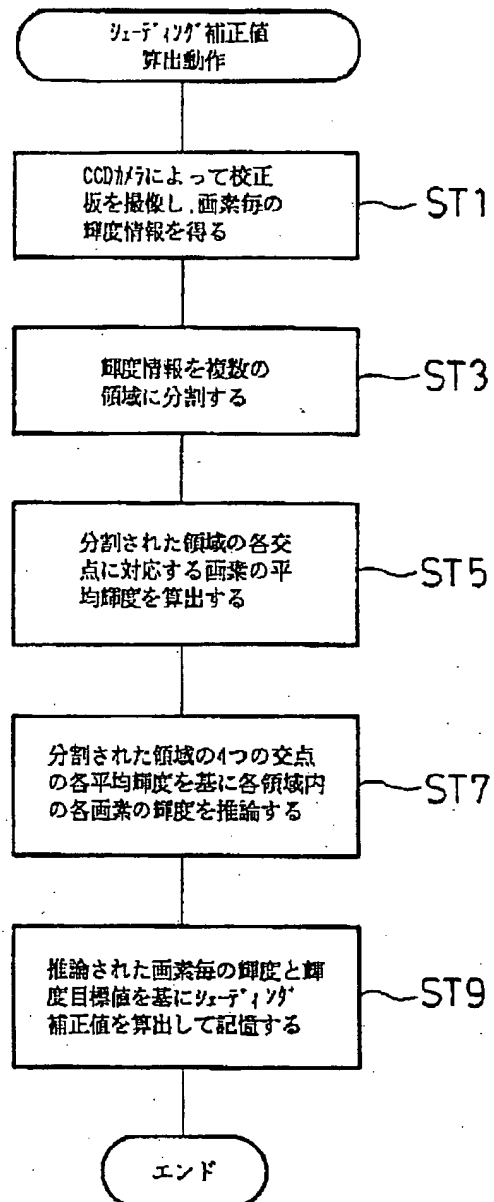 シェーディング補正値
算出動作
CCDカメラによって校正
板を撮像し、画素毎の
輝度情報を得る
ST1
輝度情報を複数の
領域に分割する
ST3
分割された領域の各交
点に対応する画素の平
均輝度を算出する
ST5
分割された領域の4つの交点
の各平均輝度を基に各領域内
の各画素の輝度を推論する
ST7
推論された画素毎の輝度と輝
度目標値を基にシェーディング
補正値を算出して記憶する
ST9
エンド